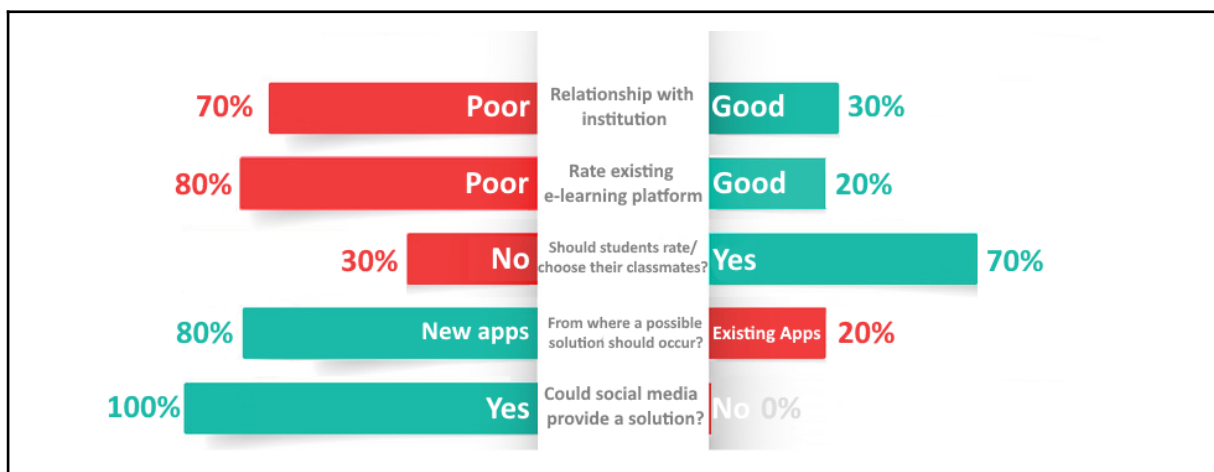 70% Poor Relationship with Good 30%
institution
80% Poor Rate existing Good 20%
e-learning platform
30% No Should students rate/ Yes 70%
choose their classmates?
80% New apps From where a possible Existing Apps 20%
solution should occur?
100% Yes Could social media No 0%
provide a solution?